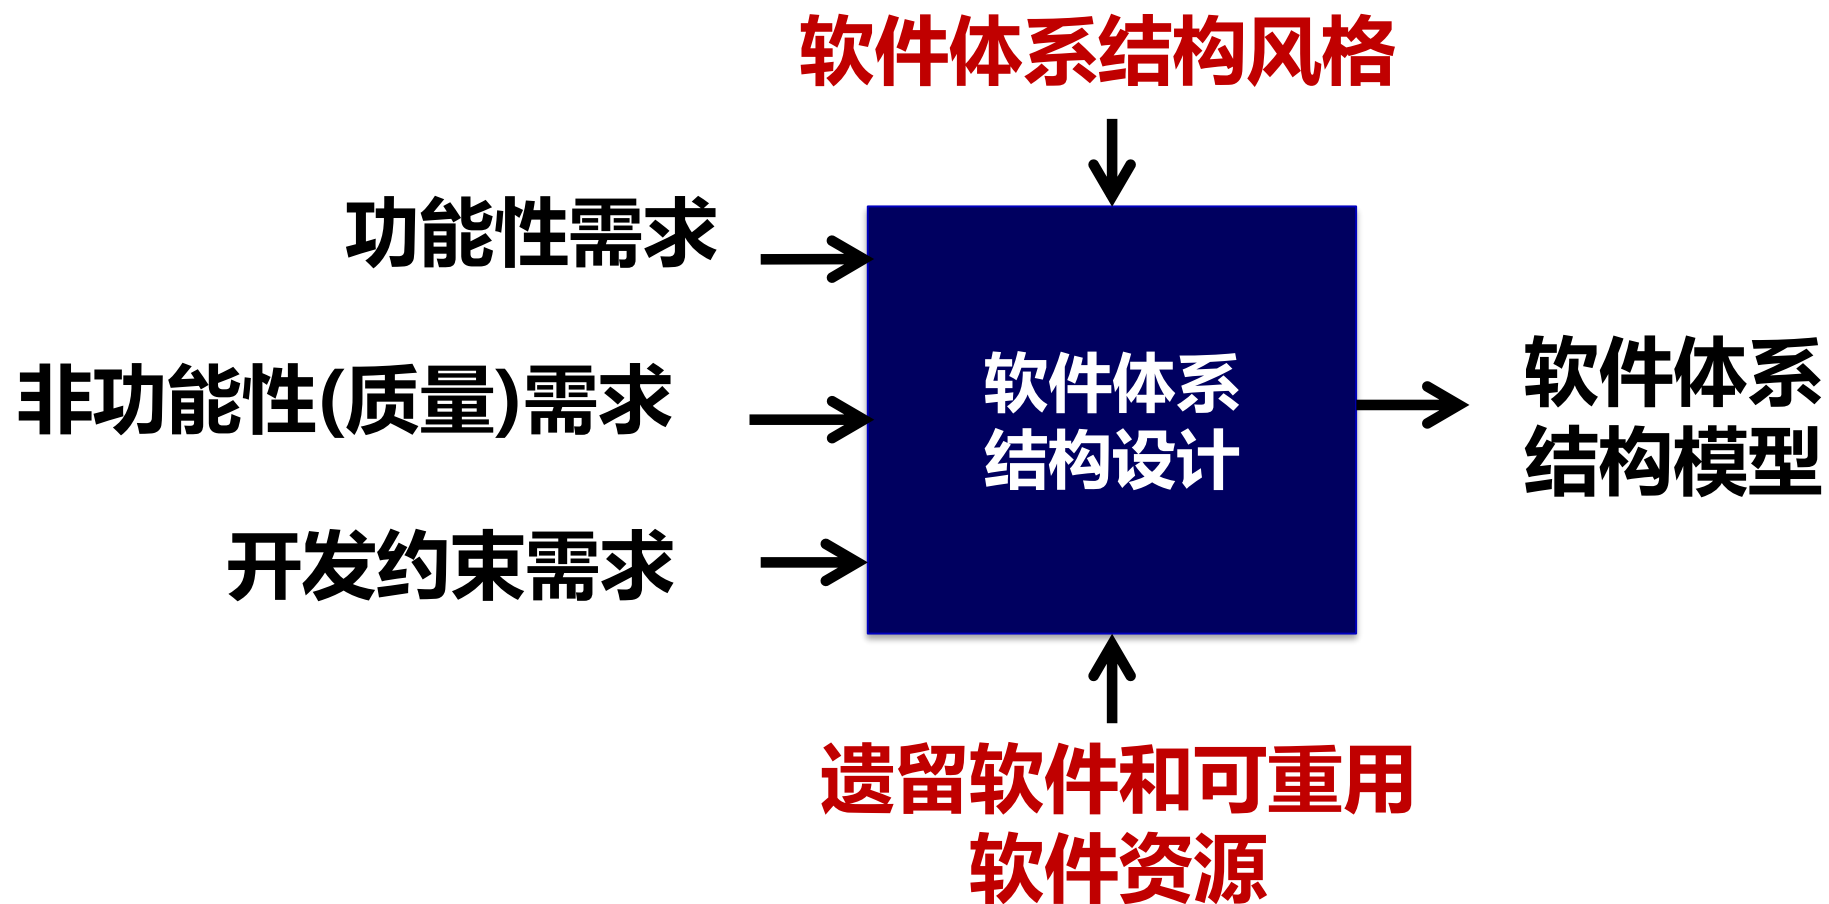 软件体系结构风格
功能性需求
非功能性(质量)需求
开发约束需求
软件体系
结构设计
软件体系
结构模型
遗留软件和可重用
软件资源